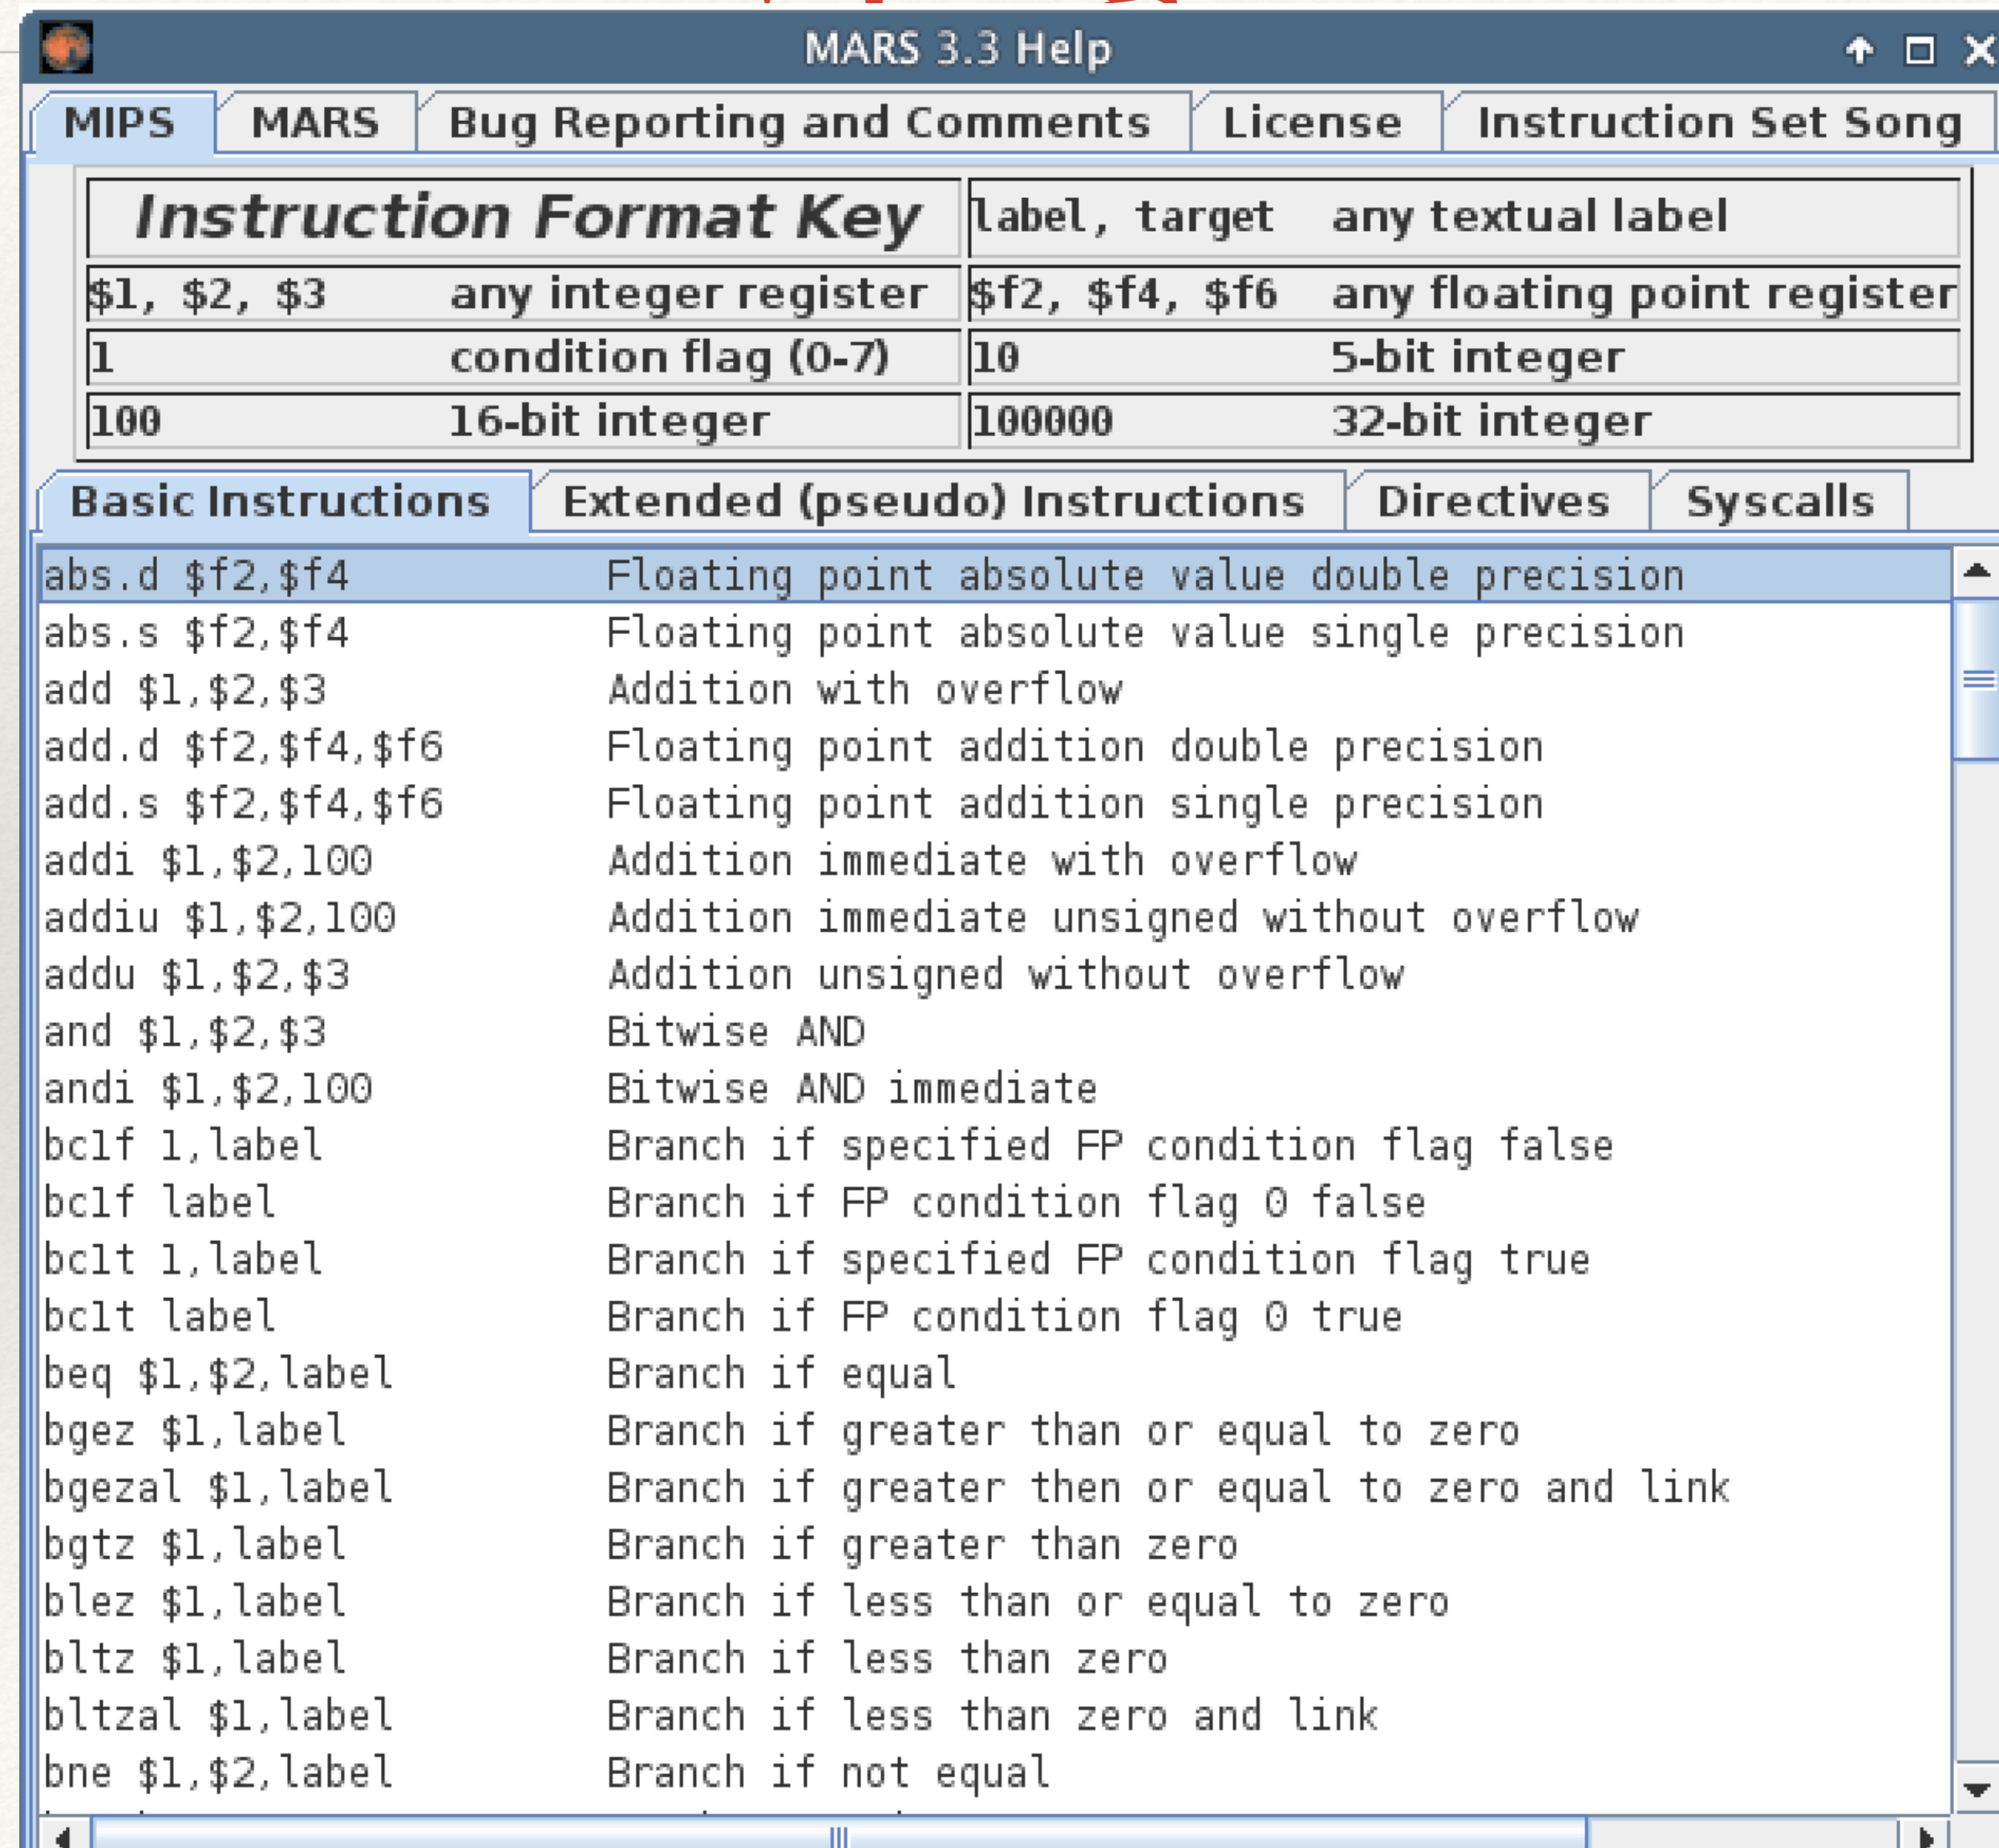 MARS 3.3 Help
MIPS MARS Bug Reporting and Comments License Instruction Set Song
Instruction Format Key label, target any textual label
$1, $2, $3 any integer register $f2, $f4, $f6 any floating point register
1 condition flag (0-7) 10 5-bit integer
100 16-bit integer 100000 32-bit integer
Basic Instructions Extended (pseudo) Instructions Directives Syscalls
abs.d $f2,$f4 Floating point absolute value double precision
abs.s $f2,$f4 Floating point absolute value single precision
add $1,$2,$3 Addition with overflow
add.d $f2,$f4,$f6 Floating point addition double precision
add.s $f2,$f4,$f6 Floating point addition single precision
addi $1,$2,100 Addition immediate with overflow
addiu $1,$2,100 Addition immediate unsigned without overflow
addu $1,$2,$3 Addition unsigned without overflow
and $1,$2,$3 Bitwise AND
andi $1,$2,100 Bitwise AND immediate
bc1f 1,label Branch if specified FP condition flag false
bc1f label Branch if FP condition flag 0 false
bc1t 1,label Branch if specified FP condition flag true
bc1t label Branch if FP condition flag 0 true
beq $1,$2,label Branch if equal
bgez $1,label Branch if greater than or equal to zero
bgezal $1,label Branch if greater then or equal to zero and link
bgtz $1,label Branch if greater than zero
blez $1,label Branch if less than or equal to zero
bltz $1,label Branch if less than zero
bltzal $1,label Branch if less than zero and link
bne $1,$2,label Branch if not equal